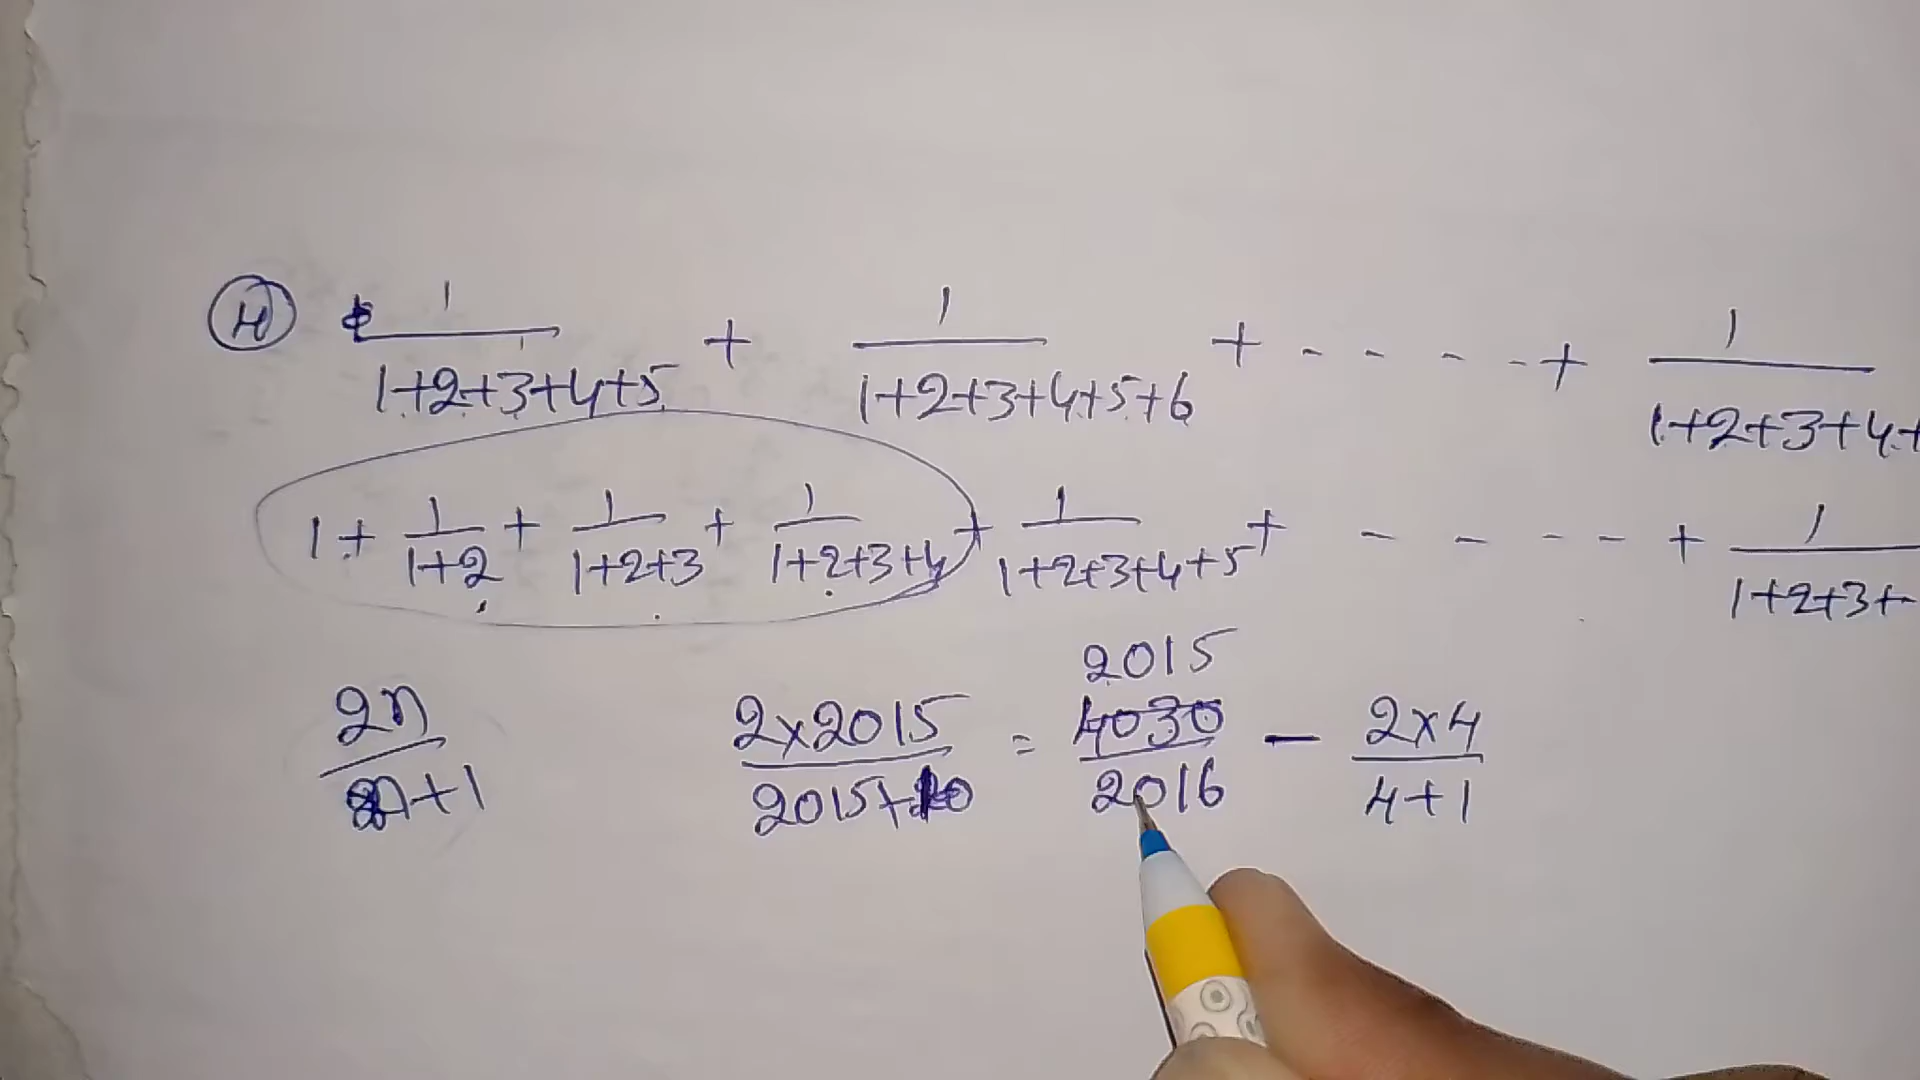 (4) 1/(1+2+3+4+5) + 1/(1+2+3+4+5+6) + - - - - + 1/(1+2+3+4+
1 + 1/(1+2) + 1/(1+2+3) + 1/(1+2+3+4) + 1/(1+2+3+4+5) + - - - - + 1/(1+2+3+
2015
2n/(n+1) (2×2015)/(2015+1) = 4030/2016 - (2×4)/(4+1)